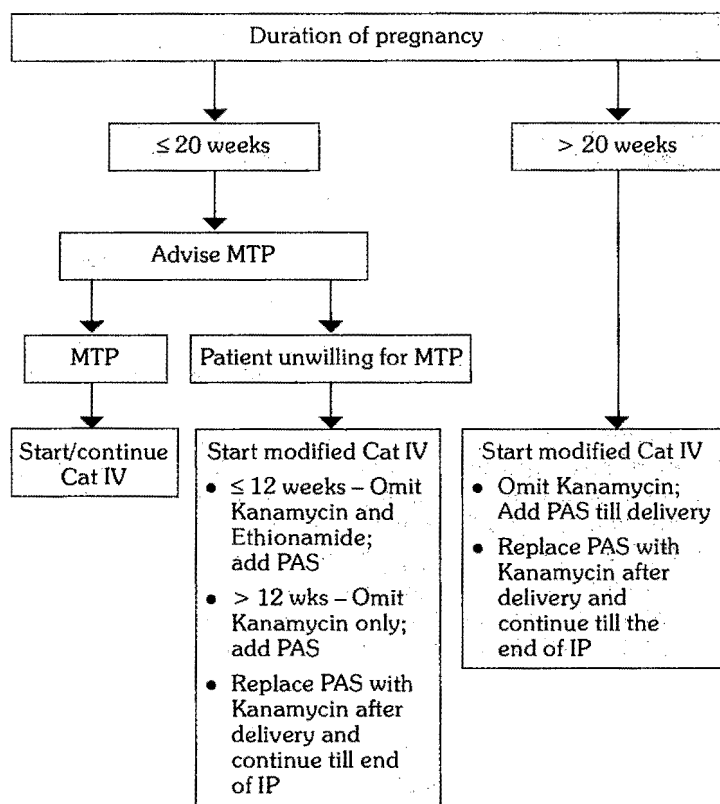 Duration of pregnancy
≤ 20 weeks
> 20 weeks
Advise MTP
MTP
Patient unwilling for MTP
Start/continue
Cat IV
Start modified Cat IV
• ≤ 12 weeks – Omit
Kanamycin and
Ethionamide;
add PAS
• > 12 wks – Omit
Kanamycin only;
add PAS
• Replace PAS with
Kanamycin after
delivery and
continue till end
of IP
Start modified Cat IV
• Omit Kanamycin;
Add PAS till delivery
• Replace PAS with
Kanamycin after
delivery and
continue till the
end of IP